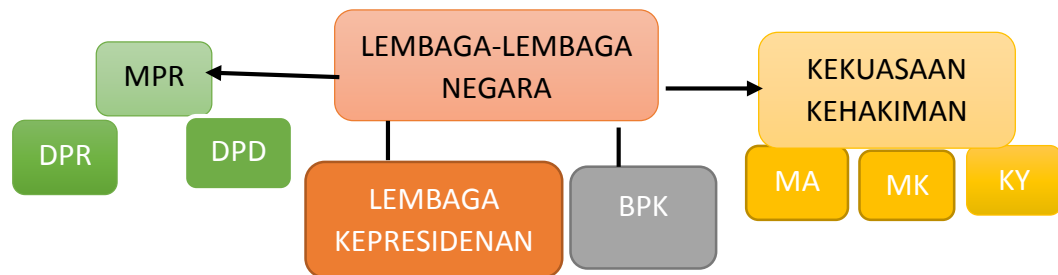 LEMBAGA-LEMBAGA
NEGARA
MPR
DPR
DPD
KEKUASAAN
KEHAKIMAN
MA
MK
KY
LEMBAGA
KEPRESIDENAN
BPK